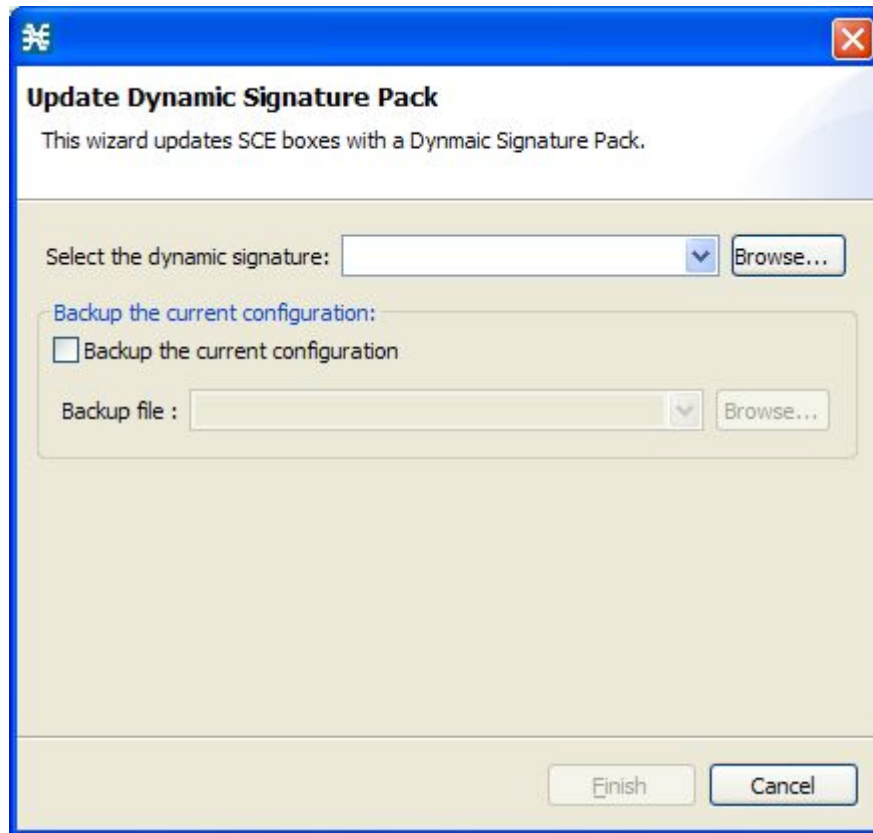 Update Dynamic Signature Pack
This wizard updates SCE boxes with a Dynmaic Signature Pack.
Select the dynamic signature: Browse...
Backup the current configuration:
Backup the current configuration
Backup file : Browse...
Finish Cancel